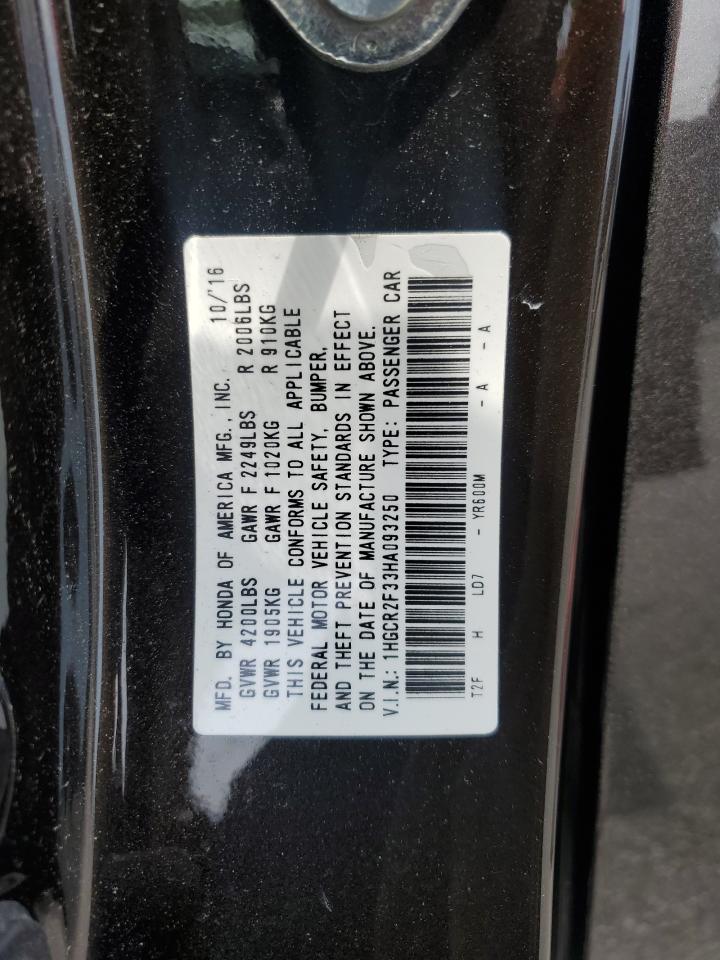 MFD. BY HONDA OF AMERICA MFG., INC. 10/'16
GVWR 4200LBS GAWR F 2249LBS R 2006LBS
GVWR 1905KG GAWR F 1020KG R 910KG
THIS VEHICLE CONFORMS TO ALL APPLICABLE
FEDERAL MOTOR VEHICLE SAFETY, BUMPER,
AND THEFT PREVENTION STANDARDS IN EFFECT
ON THE DATE OF MANUFACTURE SHOWN ABOVE.
V.I.N.: 1HGCR2F33HA093250 TYPE: PASSENGER CAR
T2F H LD7 - YR600M - A - A